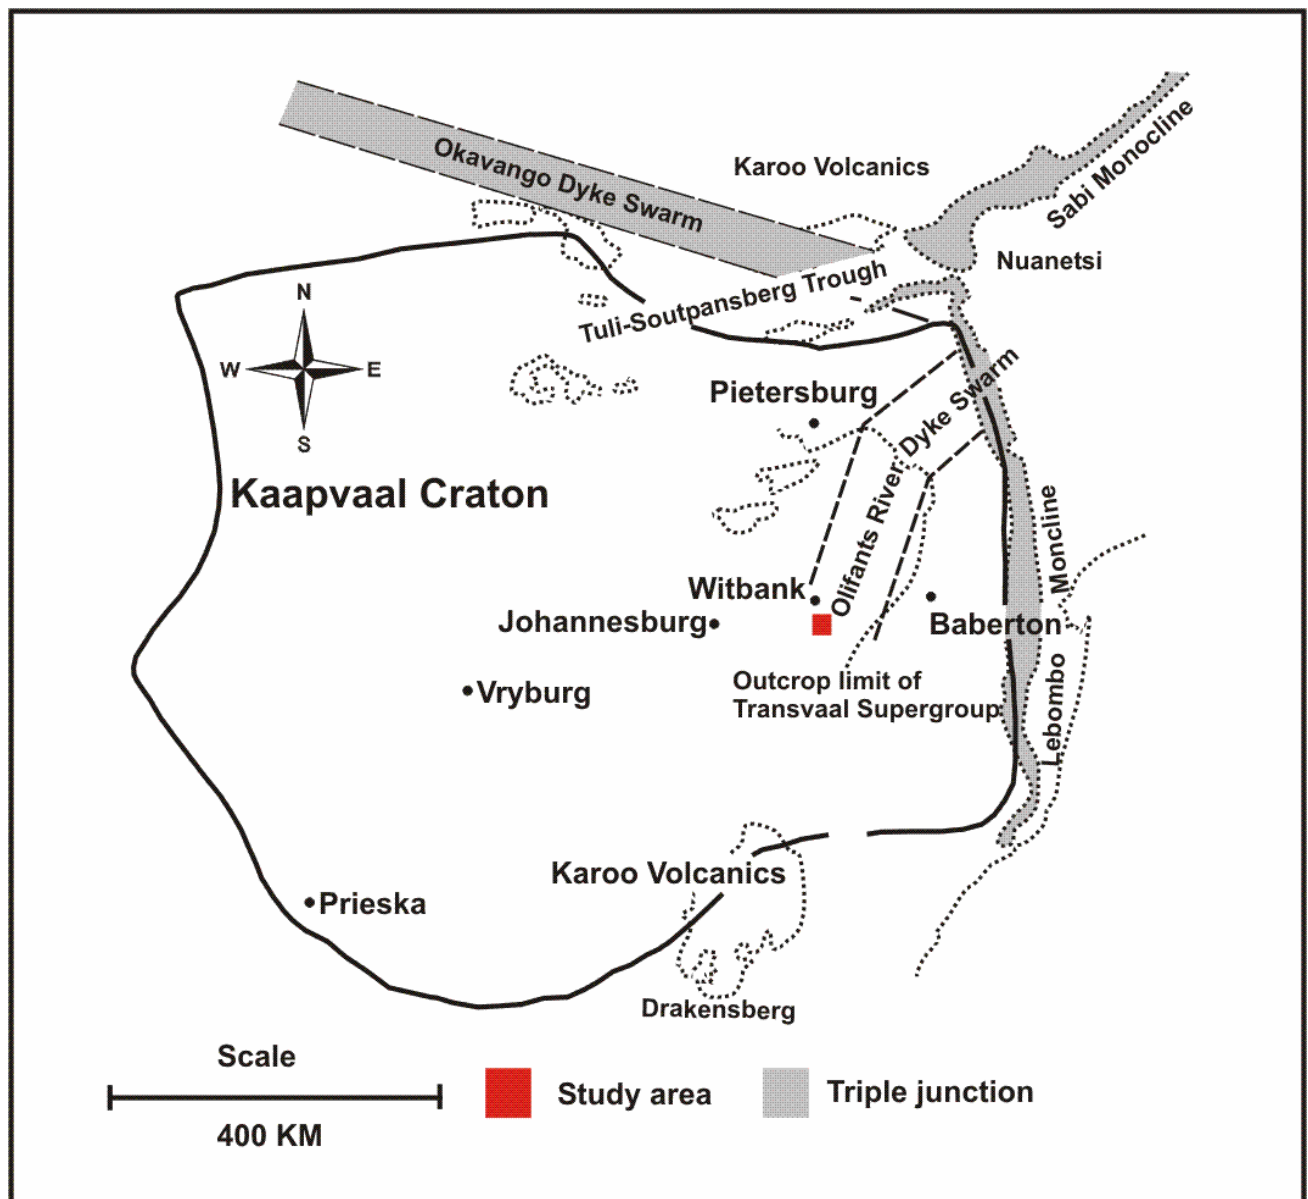 Okavango Dyke Swarm
Karoo Volcanics
Sabi Monocline
Nuanetsi
Tuli-Soutpansberg Trough
N
W
E
S
Pietersburg
Olifants River Dyke Swarm
Kaapvaal Craton
Witbank
Johannesburg
Baberton
Lebombo Moncline
Vryburg
Outcrop limit of
Transvaal Supergroup
Karoo Volcanics
Prieska
Drakensberg
Scale
400 KM
Study area
Triple junction